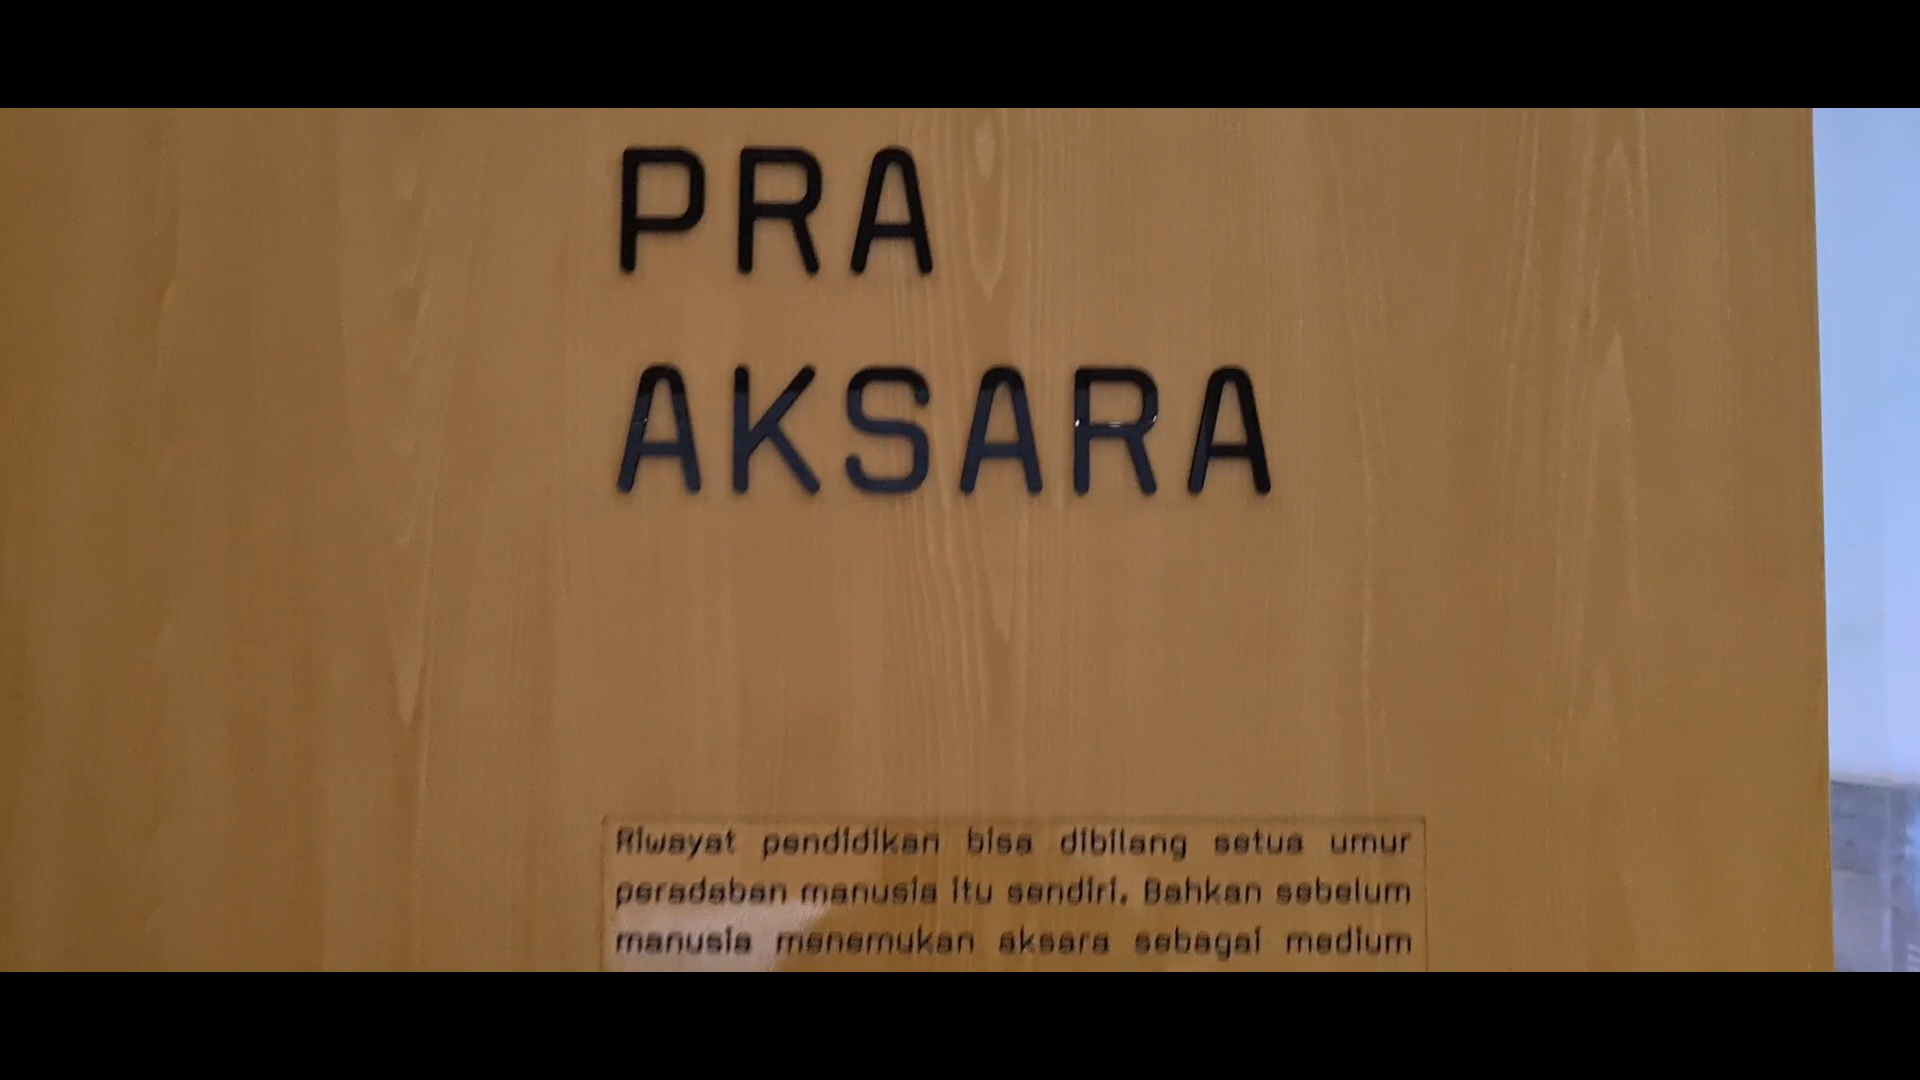 PRA
AKSARA
Riwayat pendidikan bisa dibilang setua umur
peradaban manusia itu sendiri. Bahkan sebelum
manusia menemukan aksara sebagai medium